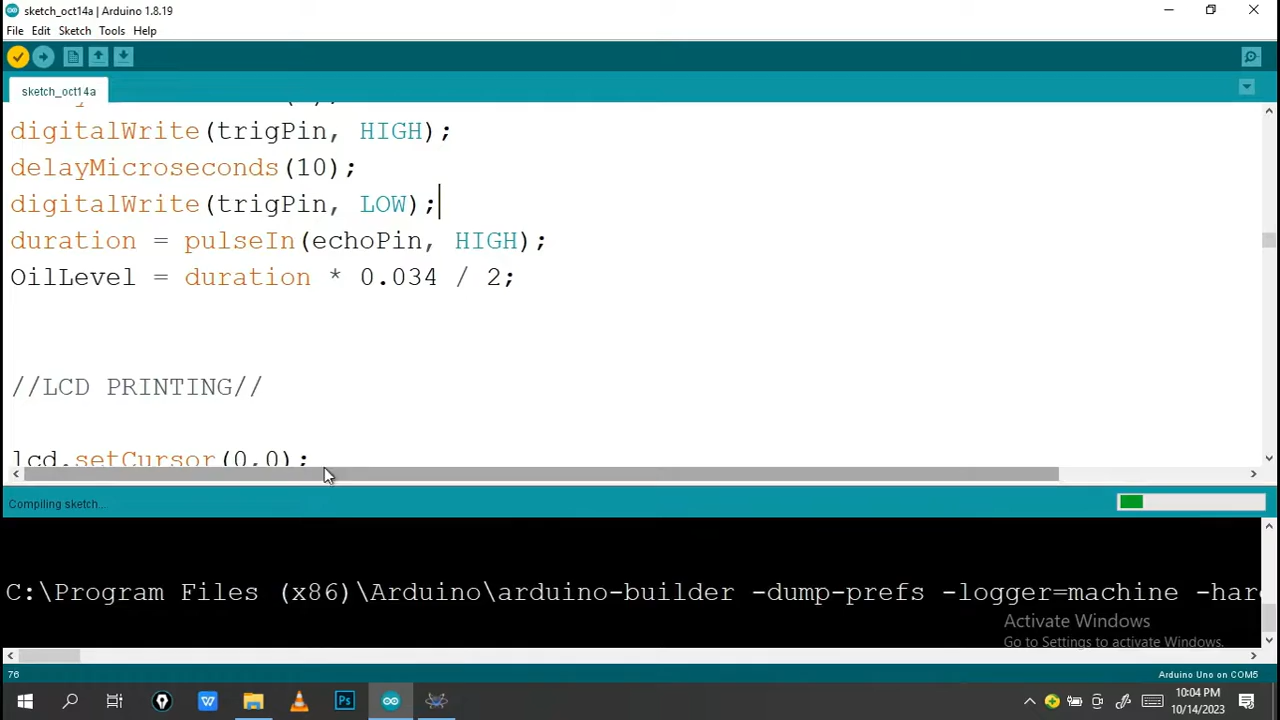 sketch_oct14a | Arduino 1.8.19
File Edit Sketch Tools Help
sketch_oct14a
digitalWrite(trigPin, HIGH);
delayMicroseconds(10);
digitalWrite(trigPin, LOW);
duration = pulseIn(echoPin, HIGH);
OilLevel = duration * 0.034 / 2;
//LCD PRINTING//
lcd.setCursor(0,0);
Compiling sketch...
C:\Program Files (x86)\Arduino\arduino-builder -dump-prefs -logger=machine -har
Activate Windows
Go to Settings to activate Windows.
76
Arduino Uno on COM5
Ps
10:04 PM
10/14/2023